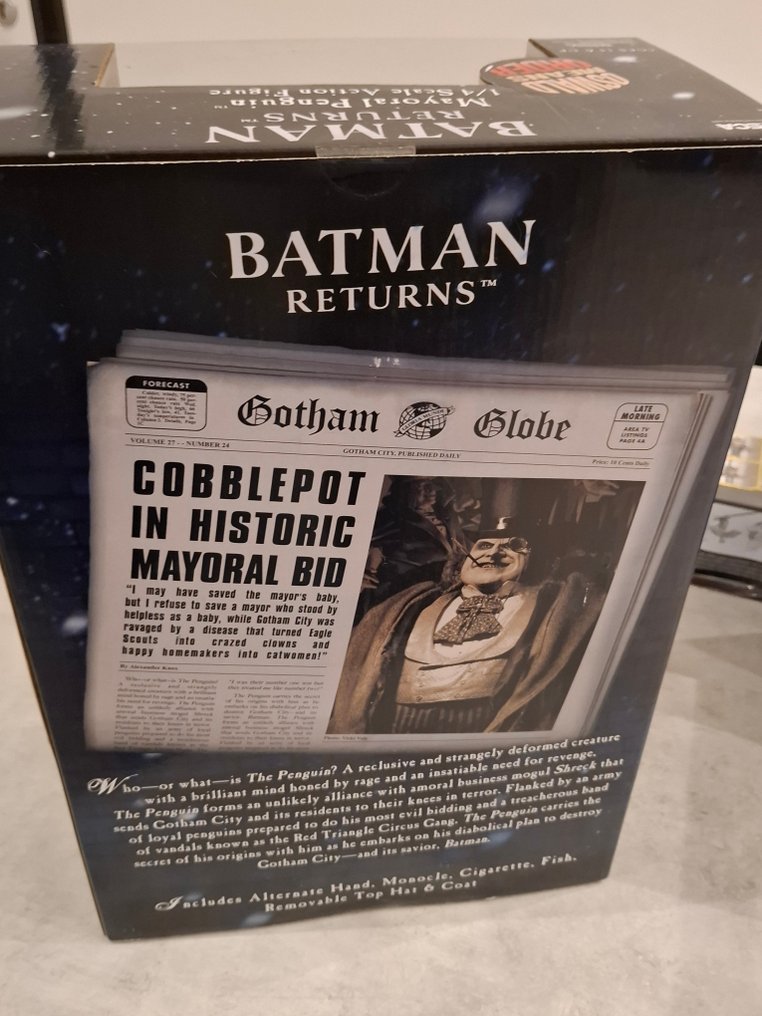 BATMAN
RETURNS™
Mayoral Penguin™
1/4 Scale Action Figure
BATMAN
RETURNS™
FORECAST
Gotham Globe
LATE
MORNING
AREA TV
LISTINGS
PAGE 4A
VOLUME 27 - - NUMBER 24
GOTHAM CITY, PUBLISHED DAILY
Price: 10 Cents Daily
COBBLEPOT
IN HISTORIC
MAYORAL BID
"I may have saved the mayor's baby,
but I refuse to save a mayor who stood by
helpless as a baby, while Gotham City was
ravaged by a disease that turned Eagle
Scouts into crazed clowns and
happy homemakers into catwomen!"
By Alexander Knox
Who—or what—is The Penguin? A reclusive and strangely deformed creature
with a brilliant mind honed by rage and an insatiable need for revenge.
The Penguin forms an unlikely alliance with amoral business mogul Shreck that
sends Gotham City and its residents to their knees in terror. Flanked by an army
of loyal penguins prepared to do his most evil bidding and a treacherous band
of vandals known as the Red Triangle Circus Gang. The Penguin carries the
secret of his origins with him as he embarks on his diabolical plan to destroy
Gotham City—and its savior, Batman.
Includes Alternate Hand, Monocle, Cigarette, Fish,
Removable Top Hat & Coat